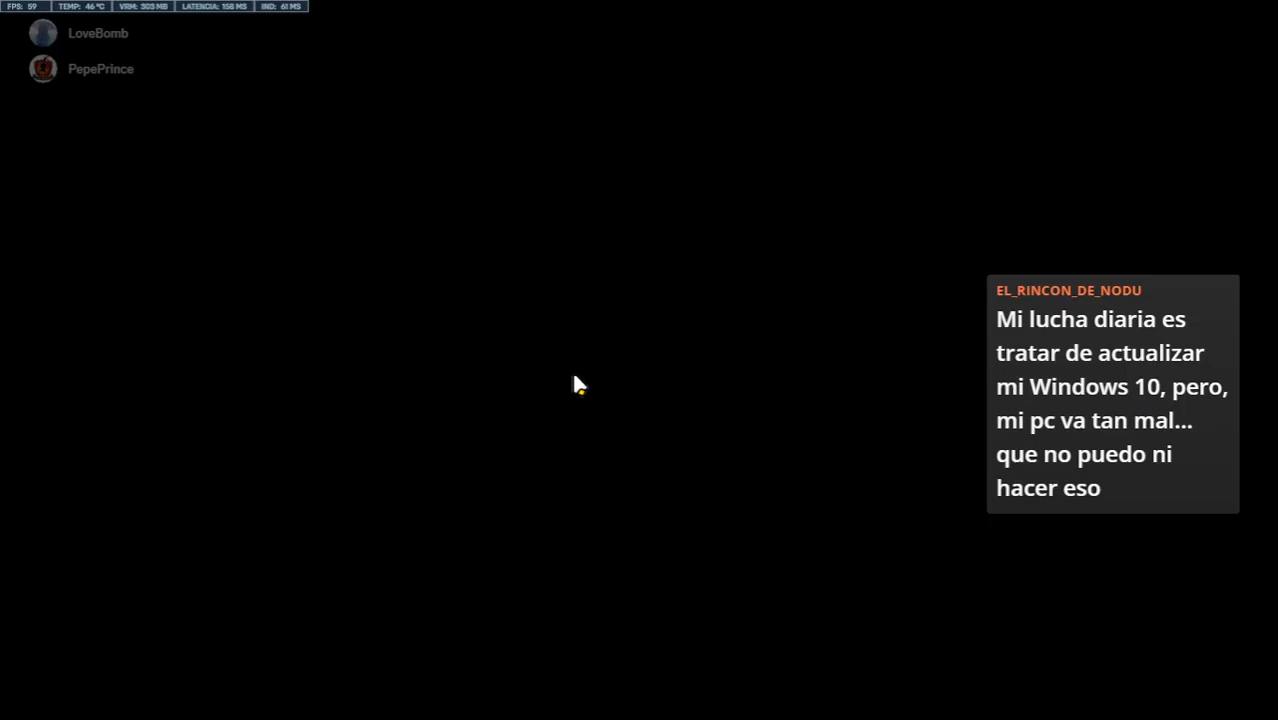 FPS: 59 TEMP: 46 ºC VRM: 303 MB LATENCIA: 158 MS IND: 61 MS
LoveBomb
PepePrince
EL_RINCON_DE_NODU
Mi lucha diaria es
tratar de actualizar
mi Windows 10, pero,
mi pc va tan mal...
que no puedo ni
hacer eso